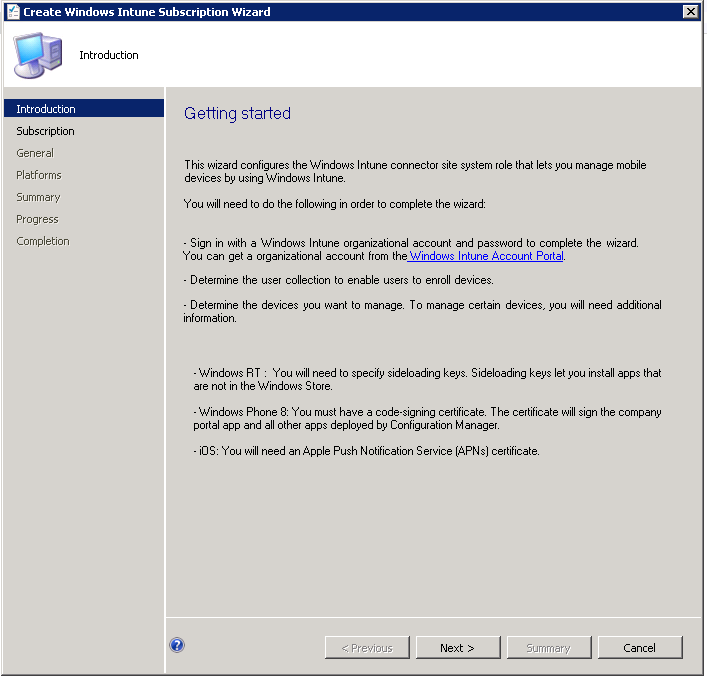 Create Windows Intune Subscription Wizard
Introduction
Introduction
Subscription
General
Platforms
Summary
Progress
Completion
Getting started
This wizard configures the Windows Intune connector site system role that lets you manage mobile
devices by using Windows Intune.
You will need to do the following in order to complete the wizard:
- Sign in with a Windows Intune organizational account and password to complete the wizard.
You can get a organizational account from the Windows Intune Account Portal.
- Determine the user collection to enable users to enroll devices.
- Determine the devices you want to manage. To manage certain devices, you will need additional
information.
- Windows RT : You will need to specify sideloading keys. Sideloading keys let you install apps that
are not in the Windows Store.
- Windows Phone 8: You must have a code-signing certificate. The certificate will sign the company
portal app and all other apps deployed by Configuration Manager.
- iOS: You will need an Apple Push Notification Service (APNs) certificate.
? < Previous Next > Summary Cancel